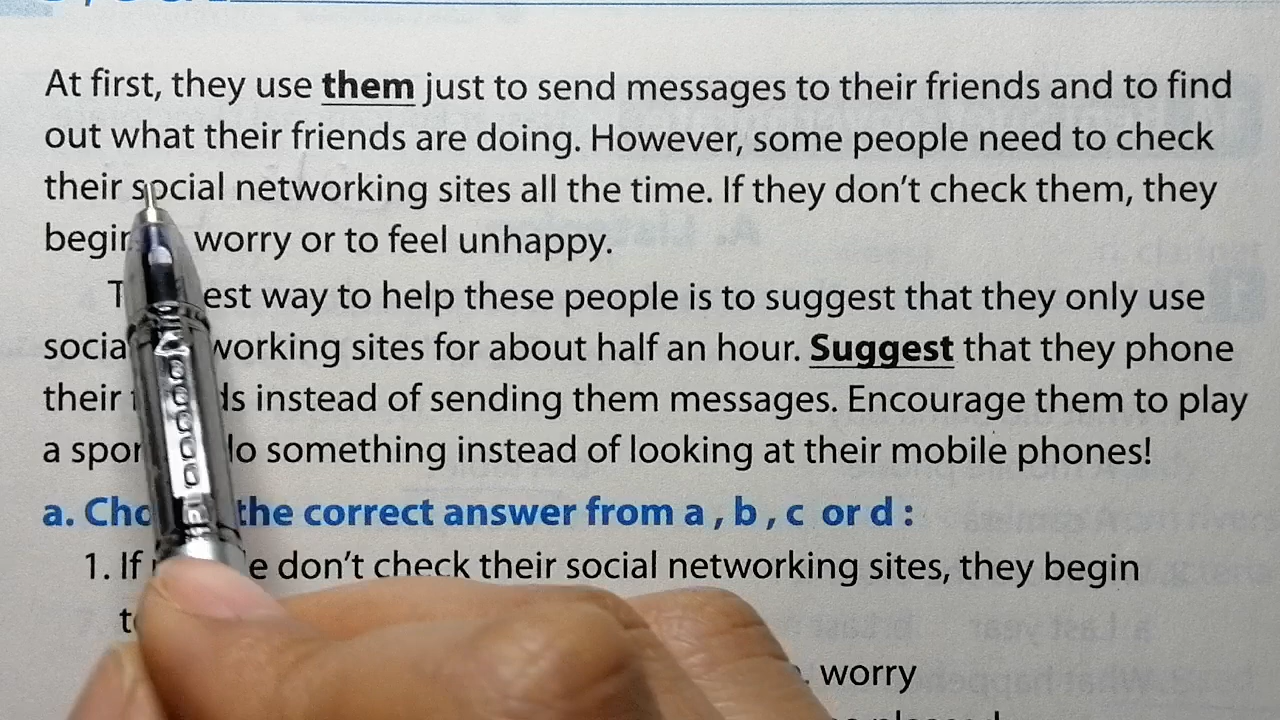 At first, they use them just to send messages to their friends and to find
out what their friends are doing. However, some people need to check
their social networking sites all the time. If they don't check them, they
begin worry or to feel unhappy.
way to help these people is to suggest that they only use
social networking sites for about half an hour. Suggest that they phone
their instead of sending them messages. Encourage them to play
a something instead of looking at their mobile phones!
a. Choose the correct answer from a , b , c or d :
1. If don't check their social networking sites, they begin
worry